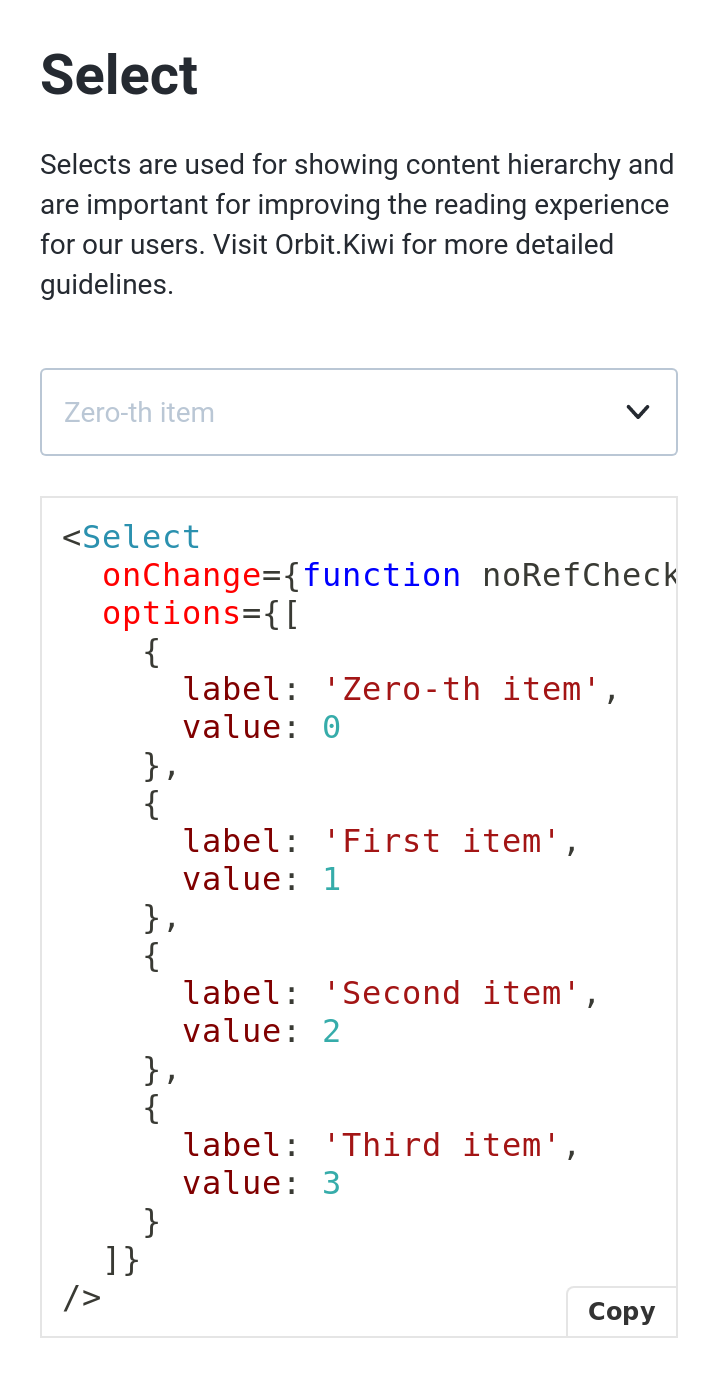 Select
Selects are used for showing content hierarchy and
are important for improving the reading experience
for our users. Visit Orbit.Kiwi for more detailed
guidelines.
Zero-th item
<Select
  onChange={function noRefCheck
  options={[
    {
      label: 'Zero-th item',
      value: 0
    },
    {
      label: 'First item',
      value: 1
    },
    {
      label: 'Second item',
      value: 2
    },
    {
      label: 'Third item',
      value: 3
    }
  ]}
/>
Copy